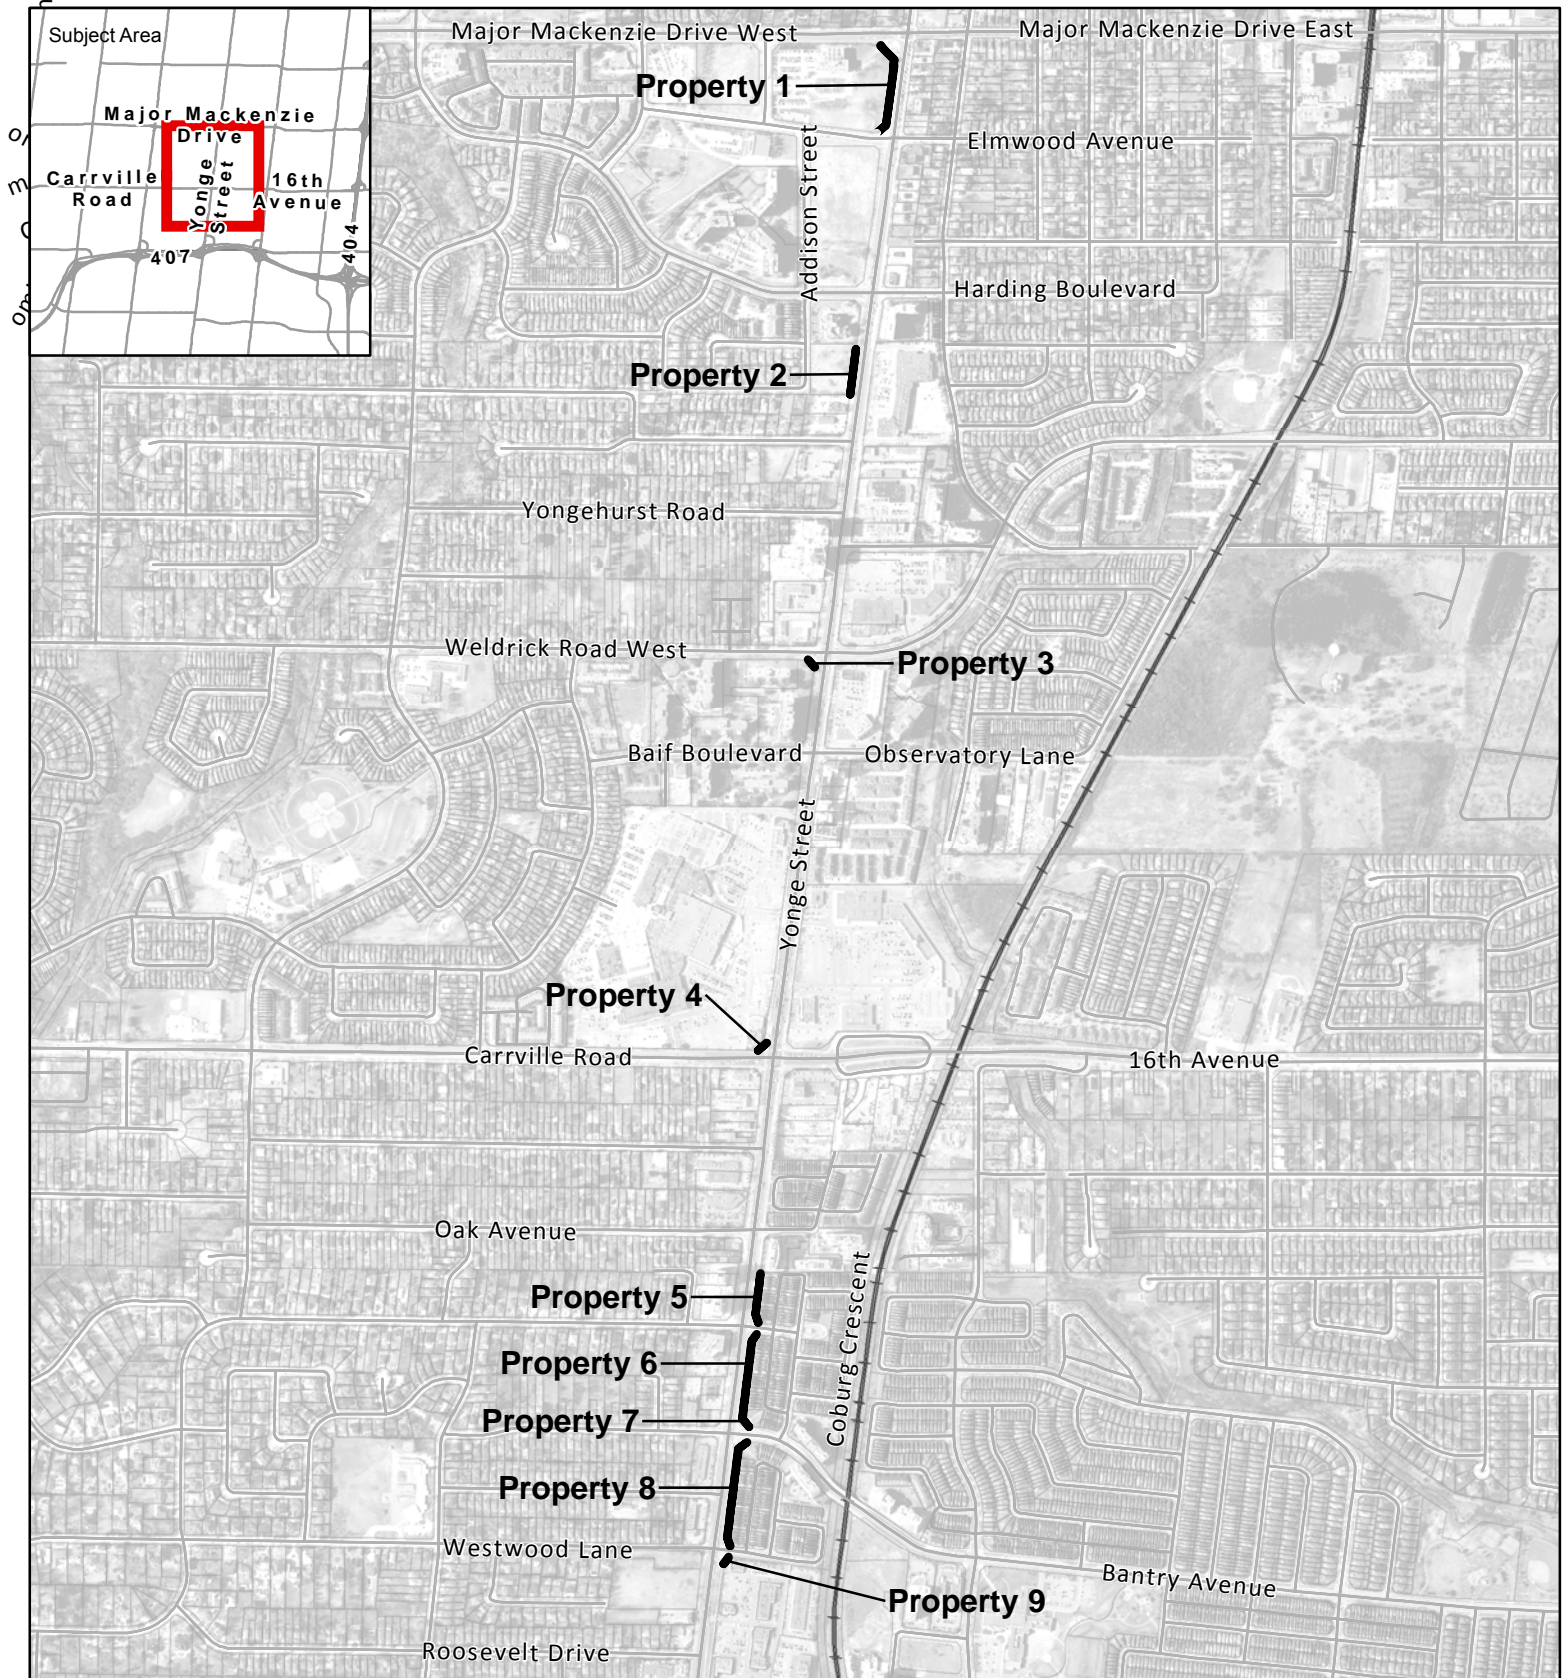 Subject Area
Major Mackenzie
Drive
Carrville
Road
Yonge
Street
16th
Avenue
407
404
Major Mackenzie Drive West
Major Mackenzie Drive East
Property 1
Elmwood Avenue
Addison Street
Harding Boulevard
Property 2
Yongehurst Road
Weldrick Road West
Property 3
Baif Boulevard
Observatory Lane
Yonge Street
Property 4
Carrville Road
16th Avenue
Oak Avenue
Coburg Crescent
Property 5
Property 6
Property 7
Property 8
Westwood Lane
Bantry Avenue
Property 9
Roosevelt Drive